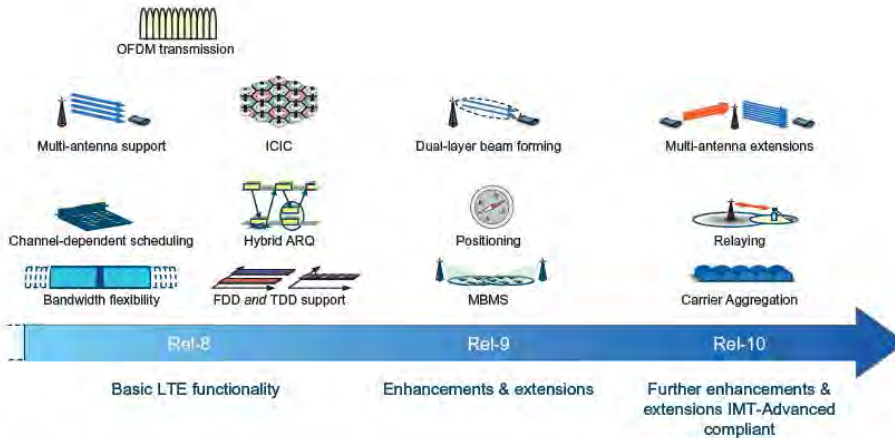 OFDM transmission
Multi-antenna support
ICIC
Dual-layer beam forming
Multi-antenna extensions
Channel-dependent scheduling
Hybrid ARQ
Positioning
Relaying
Bandwidth flexibility
FDD and TDD support
MBMS
Carrier Aggregation
Rel-8
Rel-9
Rel-10
Basic LTE functionality
Enhancements & extensions
Further enhancements &
extensions IMT-Advanced
compliant